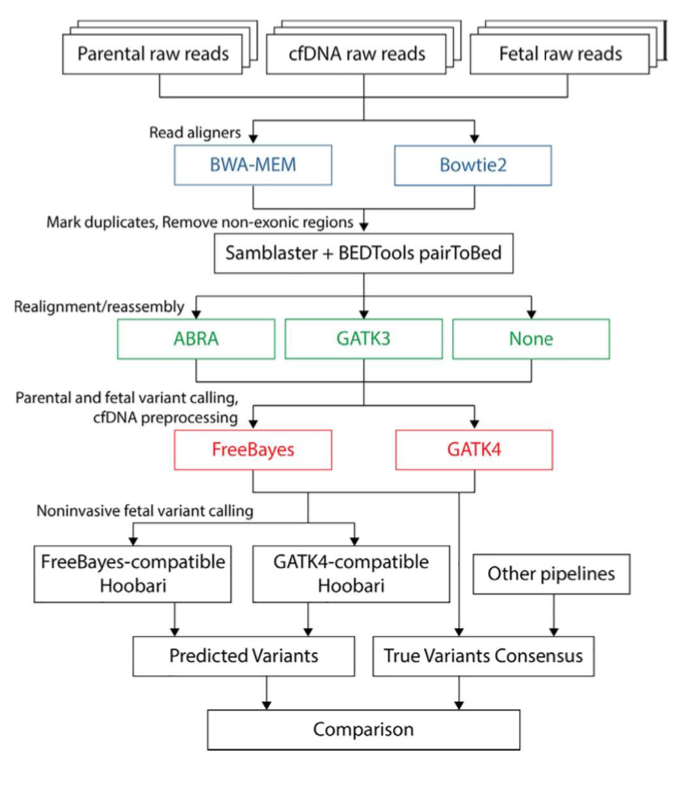 Parental raw reads
cfDNA raw reads
Fetal raw reads
Read aligners
BWA-MEM
Bowtie2
Mark duplicates, Remove non-exonic regions
Samblaster + BEDTools pairToBed
Realignment/reassembly
ABRA
GATK3
None
Parental and fetal variant calling,
cfDNA preprocessing
FreeBayes
GATK4
Noninvasive fetal variant calling
FreeBayes-compatible
Hoobari
GATK4-compatible
Hoobari
Other pipelines
Predicted Variants
True Variants Consensus
Comparison